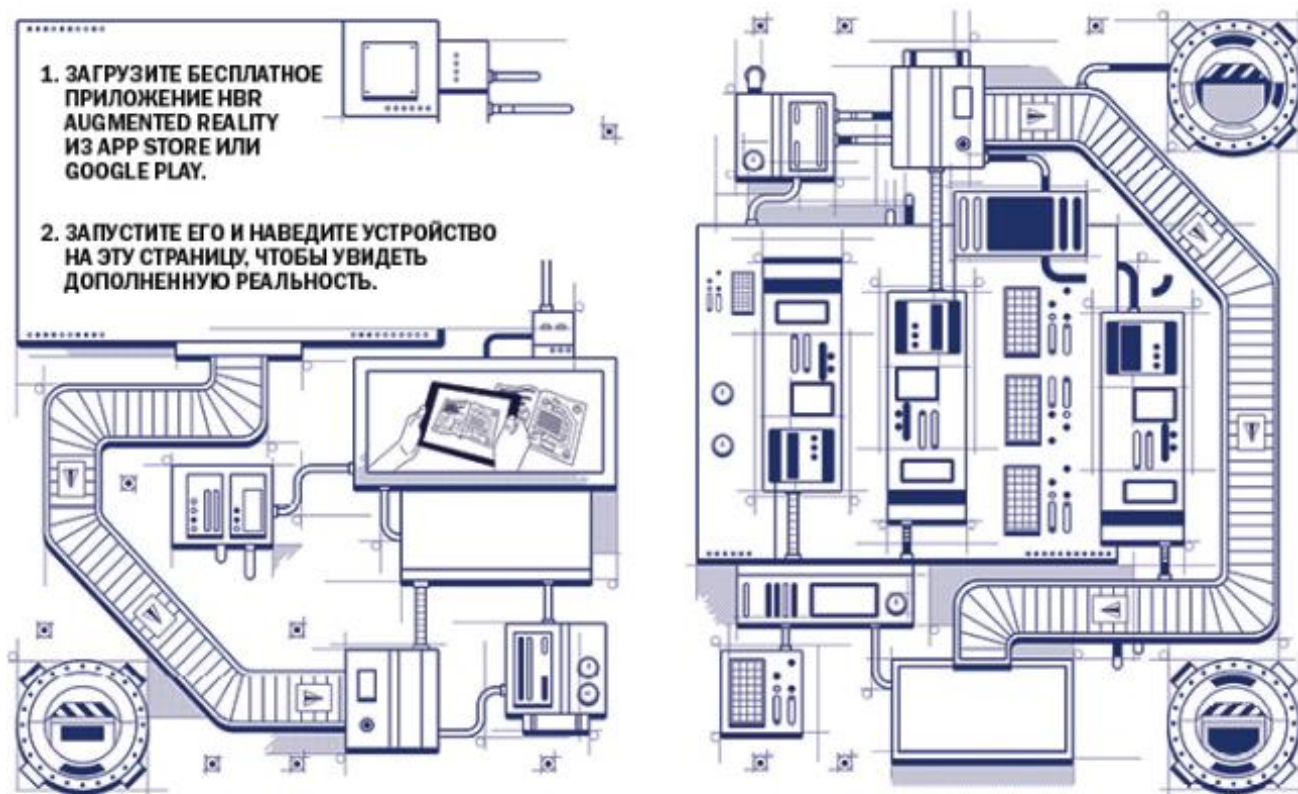 1. ЗАГРУЗИТЕ БЕСПЛАТНОЕ
ПРИЛОЖЕНИЕ HBR
AUGMENTED REALITY
ИЗ APP STORE ИЛИ
GOOGLE PLAY.
2. ЗАПУСТИТЕ ЕГО И НАВЕДИТЕ УСТРОЙСТВО
НА ЭТУ СТРАНИЦУ, ЧТОБЫ УВИДЕТЬ
ДОПОЛНЕННУЮ РЕАЛЬНОСТЬ.